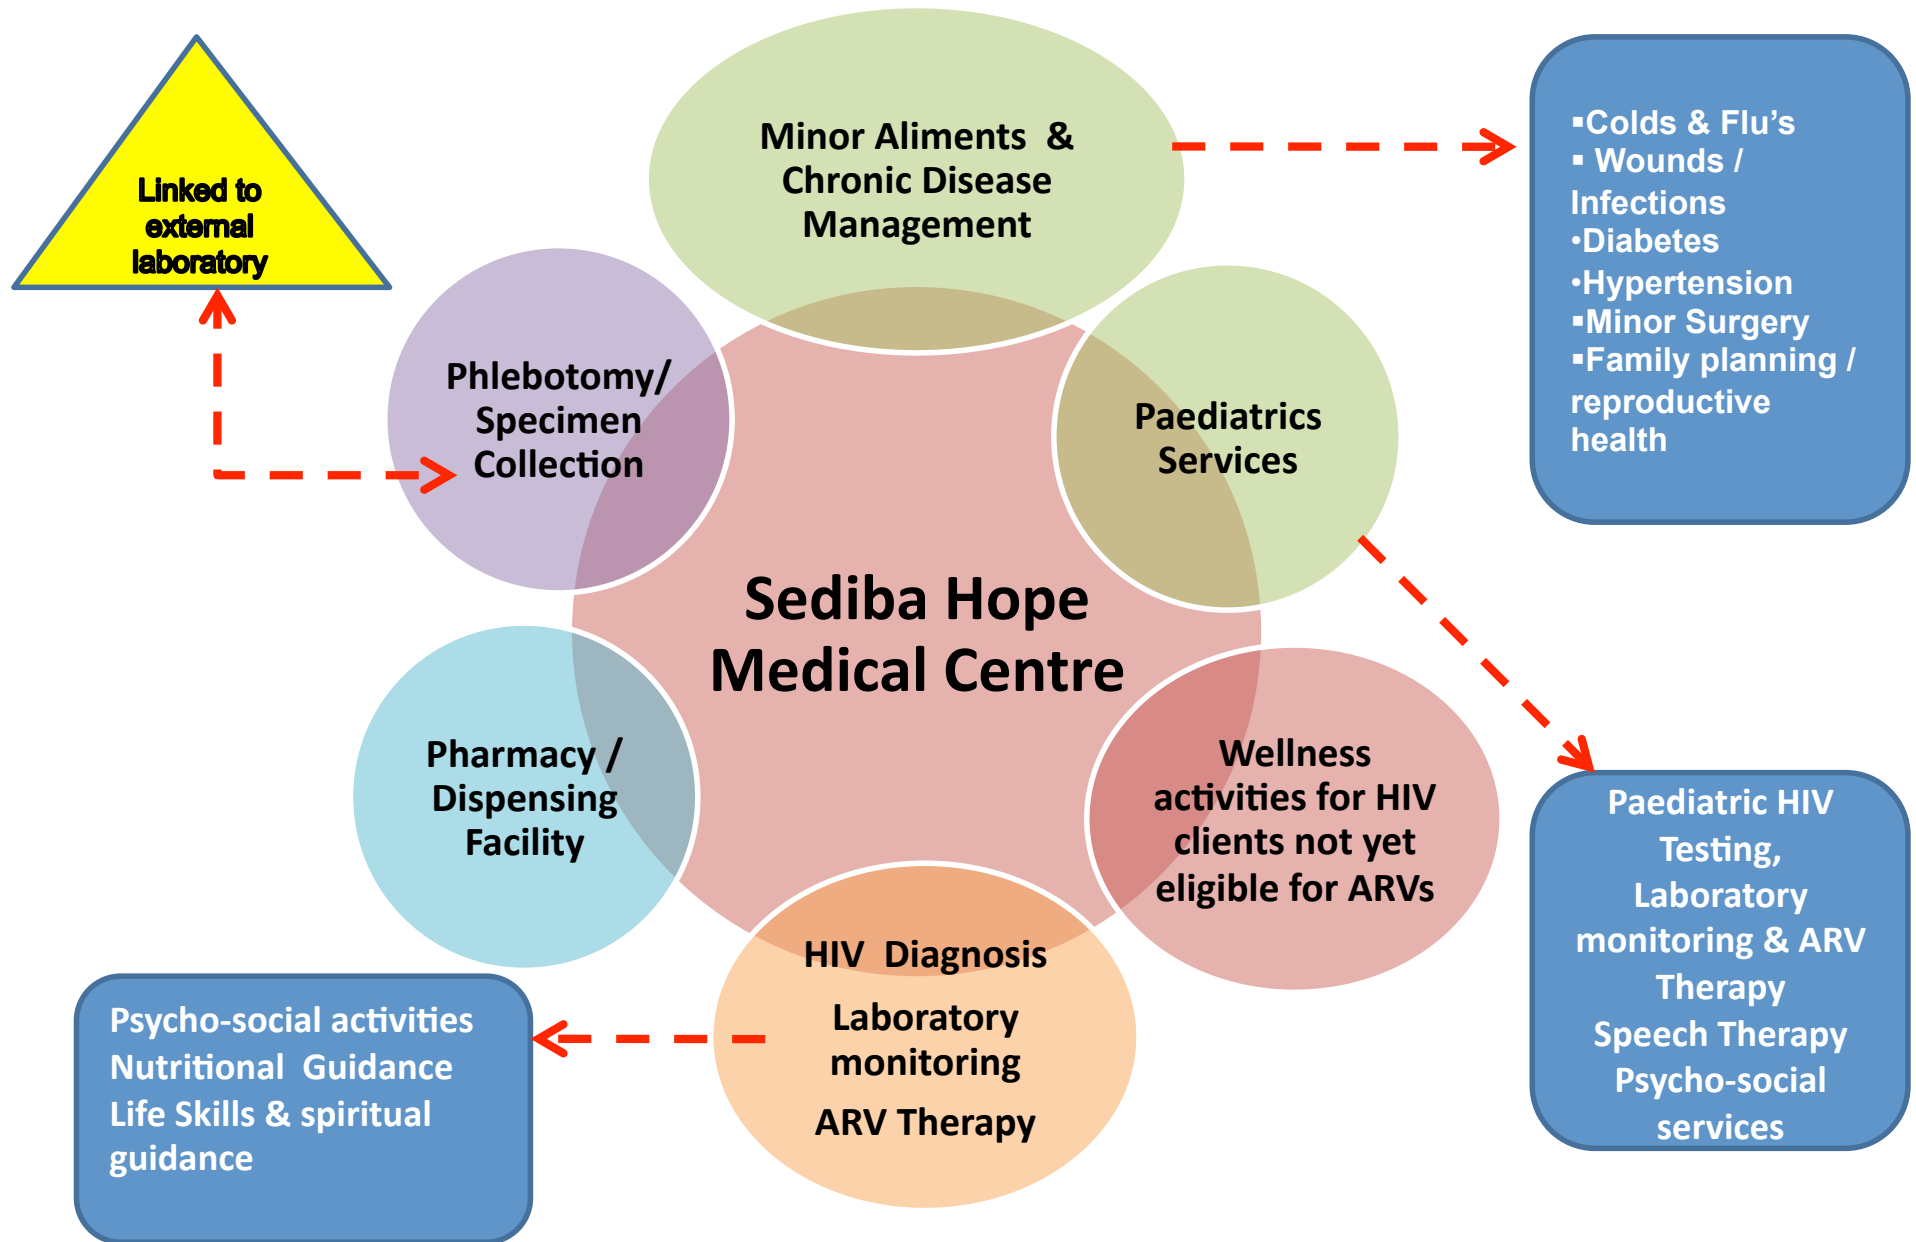 Linked to
external
laboratory
Minor Aliments & 
Chronic Disease
Management
▪Colds & Flu’s
▪ Wounds /
Infections
•Diabetes
•Hypertension
▪Minor Surgery
▪Family planning /
reproductive
health
Phlebotomy/
Specimen
Collection
Paediatrics
Services
Sediba Hope
Medical Centre
Pharmacy /
Dispensing
Facility
Wellness
activities for HIV
clients not yet
eligible for ARVs
Paediatric HIV
Testing,
Laboratory
monitoring & ARV
Therapy
Speech Therapy
Psycho-social
services
HIV Diagnosis
Laboratory
monitoring
ARV Therapy
Psycho-social activities
Nutritional Guidance
Life Skills & spiritual
guidance